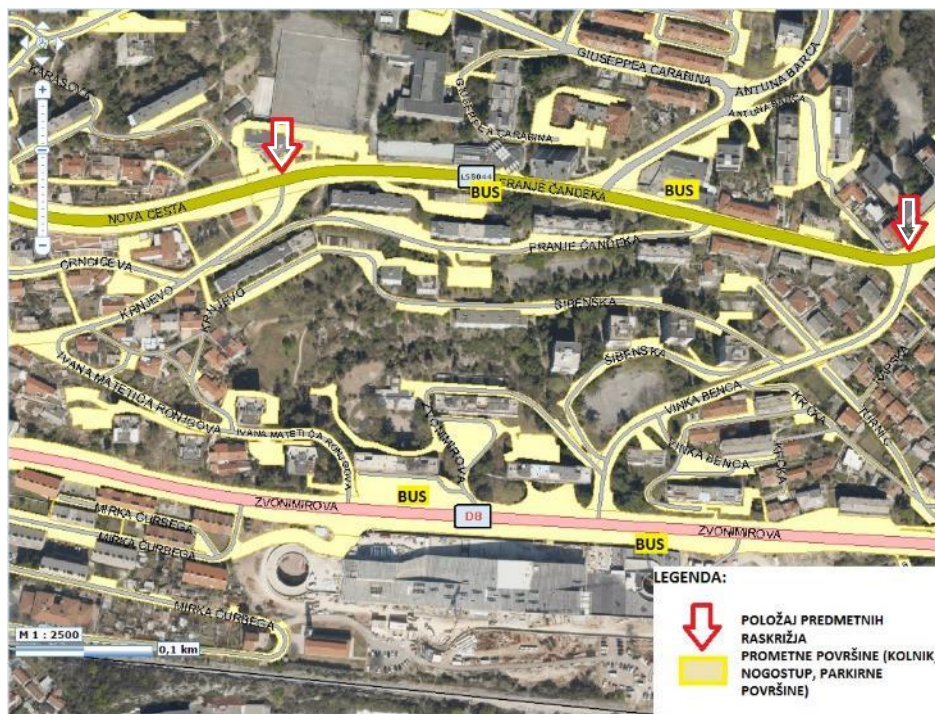 KARASOVA
GIUSEPPEA ČARABINA
ANTUNA BARCA
ANTUNA BARCA
GIUSEPPEA CARABINA
L58044
FRANJE ČANDEKA
BUS
BUS
NOVA CESTA
FRANJE ČANDEKA
CRNČIĆEVA
KRNJEVO
KRNJEVO
ŠIBENSKA
ŠIBENSKA
VINKA BENCA
IVANA MATETIĆA RONJGOVA
IVANA MATETIĆA RONJGOVA
ZVONIMIROVA
VINKA BENCA
KRČKA
KRČKA
BUS
ZVONIMIROVA
D8
ZVONIMIROVA
MIRKA ČURBEGA
MIRKA ČURBEGA
BUS
MIRKA ČURBEGA
M 1 : 2500
0,1 km
LEGENDA:
POLOŽAJ PREDMETNIH
RASKRIŽJA
PROMETNE POVRŠINE (KOLNIK,
NOGOSTUP, PARKIRNE
POVRŠINE)